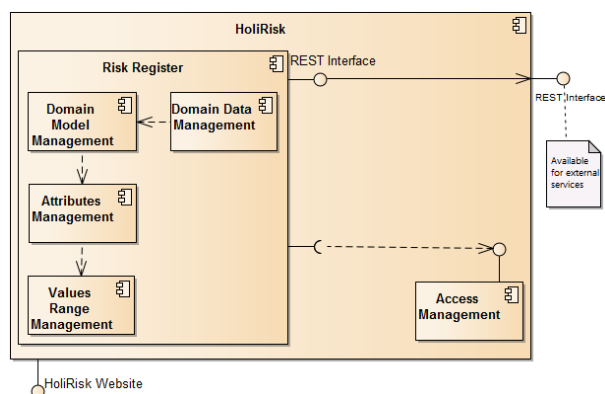 HoliRisk
Risk Register
REST Interface
REST Interface
Domain
Model
Management
Domain Data
Management
Available
for external
services
Attributes
Management
Values
Range
Management
Access
Management
HoliRisk Website